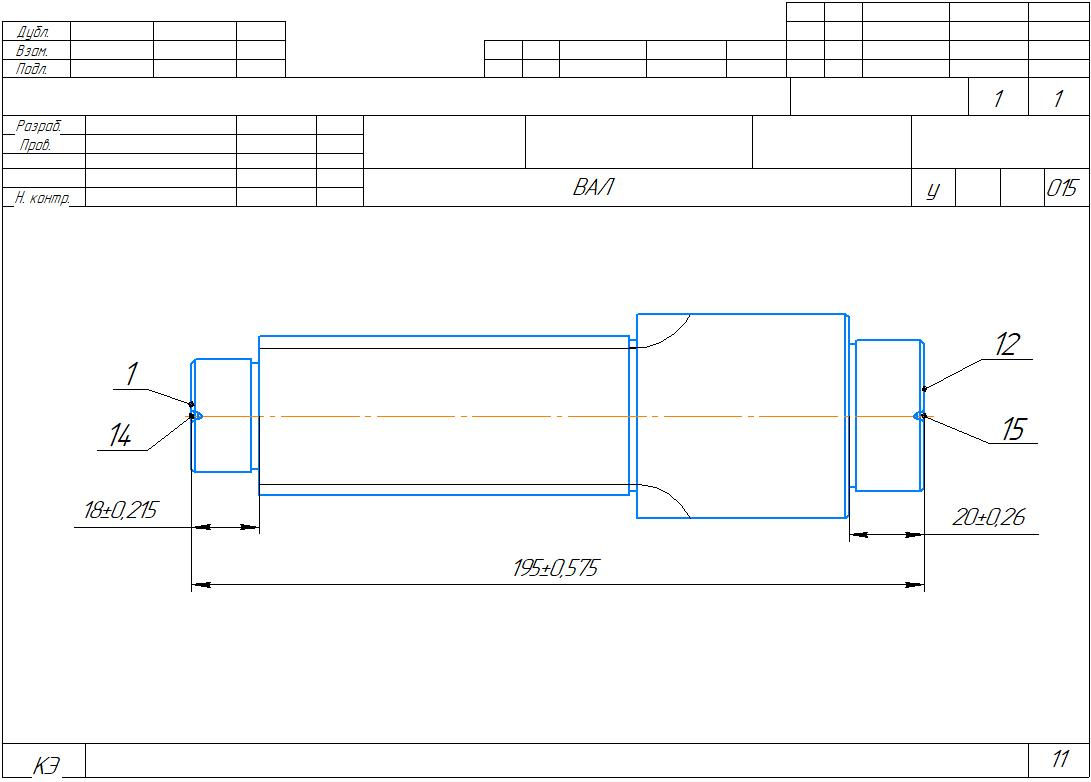 Дубл.
Взам.
Подл.
1 1
Разраб.
Пров.
Н. контр.
ВАЛ
У
015
1
14
12
15
18±0,215
20±0,26
195±0,575
КЭ
11